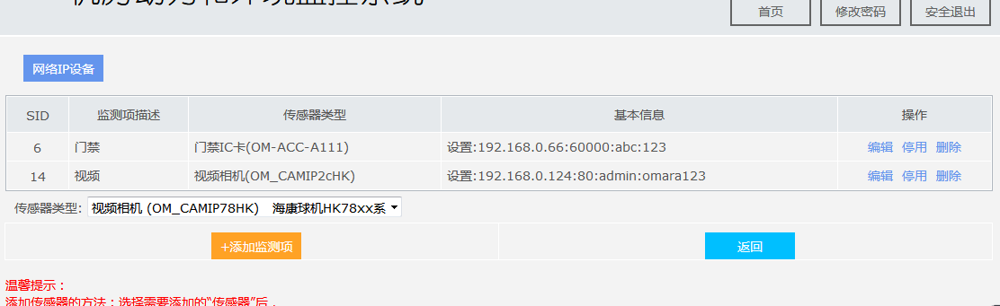 首页 修改密码 安全退出
网络IP设备
SID 监测项描述 传感器类型 基本信息 操作
6 门禁 门禁IC卡(OM-ACC-A111) 设置:192.168.0.66:60000:abc:123 编辑 停用 删除
14 视频 视频相机(OM_CAMIP2cHK) 设置:192.168.0.124:80:admin:omara123 编辑 停用 删除
传感器类型: 视频相机 (OM_CAMIP78HK) 海康球机HK78xx系
+添加监测项 返回
温馨提示：
添加传感器的方法：选择需要添加的“传感器”后，